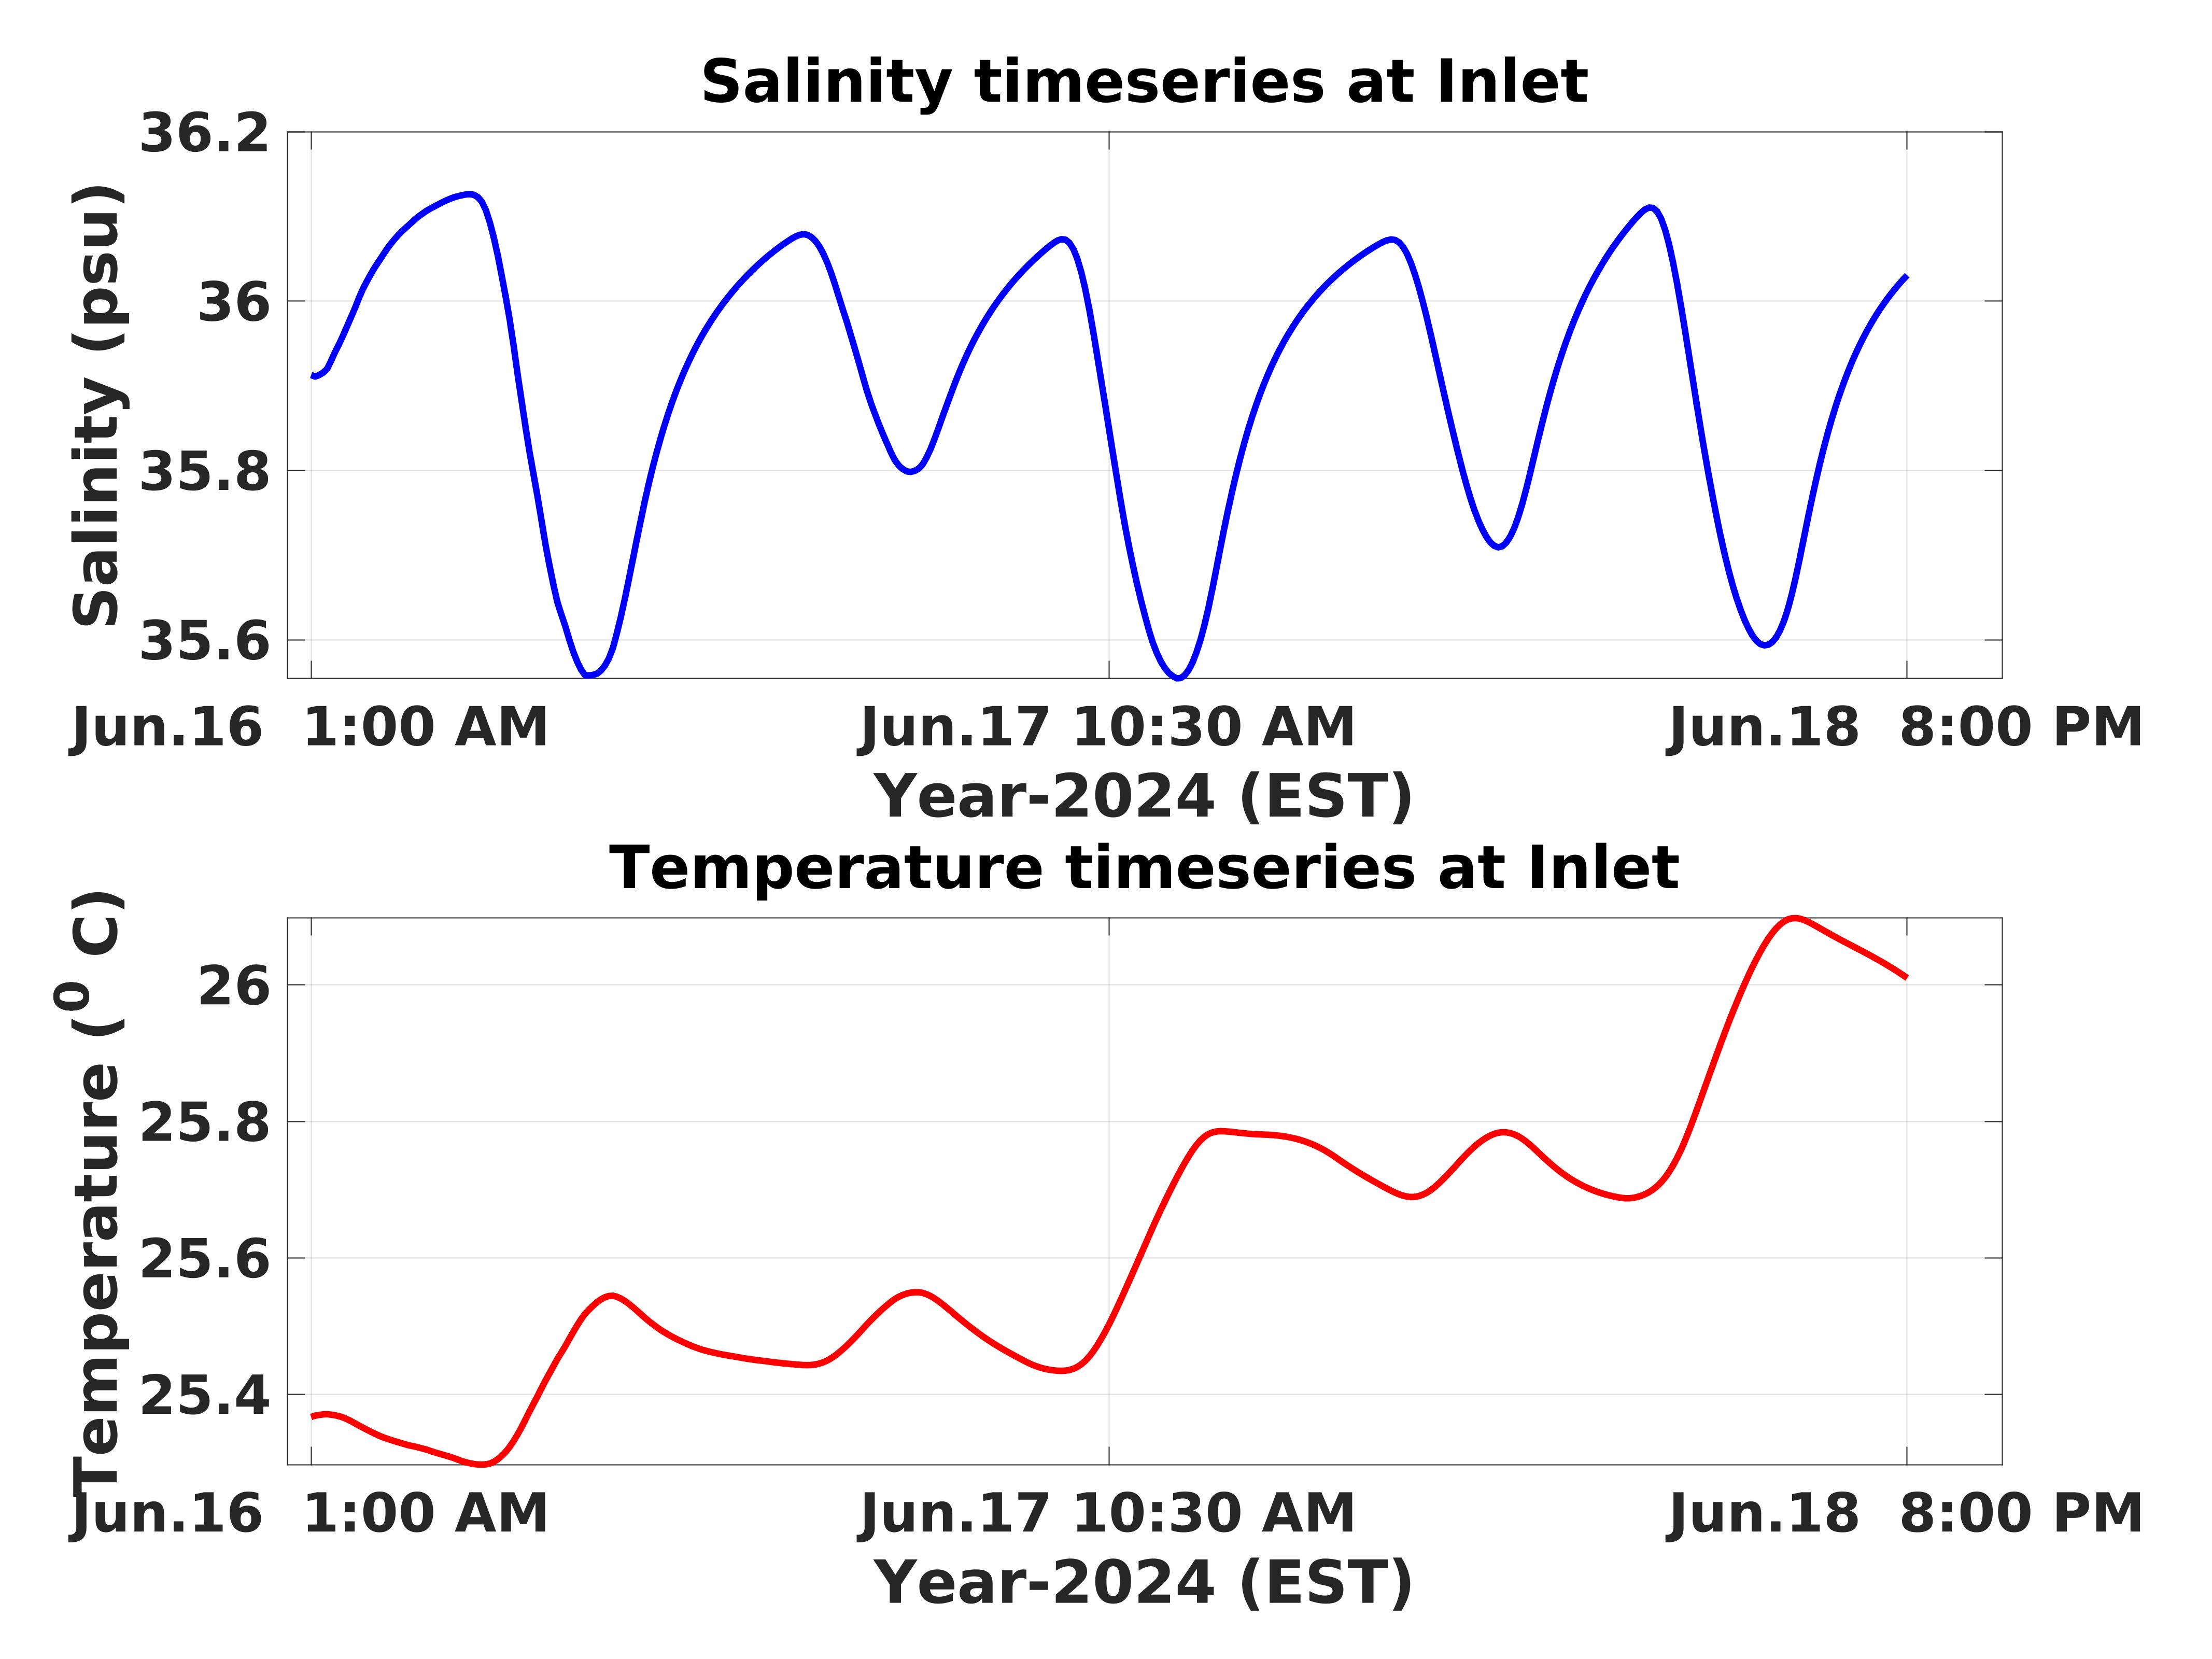 Salinity timeseries at Inlet
Salinity (psu)
36.2
36
35.8
35.6
Jun.16  1:00 AM
Jun.17 10:30 AM
Jun.18  8:00 PM
Year-2024 (EST)
Temperature timeseries at Inlet
Temperature (⁰ C)
26
25.8
25.6
25.4
Jun.16  1:00 AM
Jun.17 10:30 AM
Jun.18  8:00 PM
Year-2024 (EST)